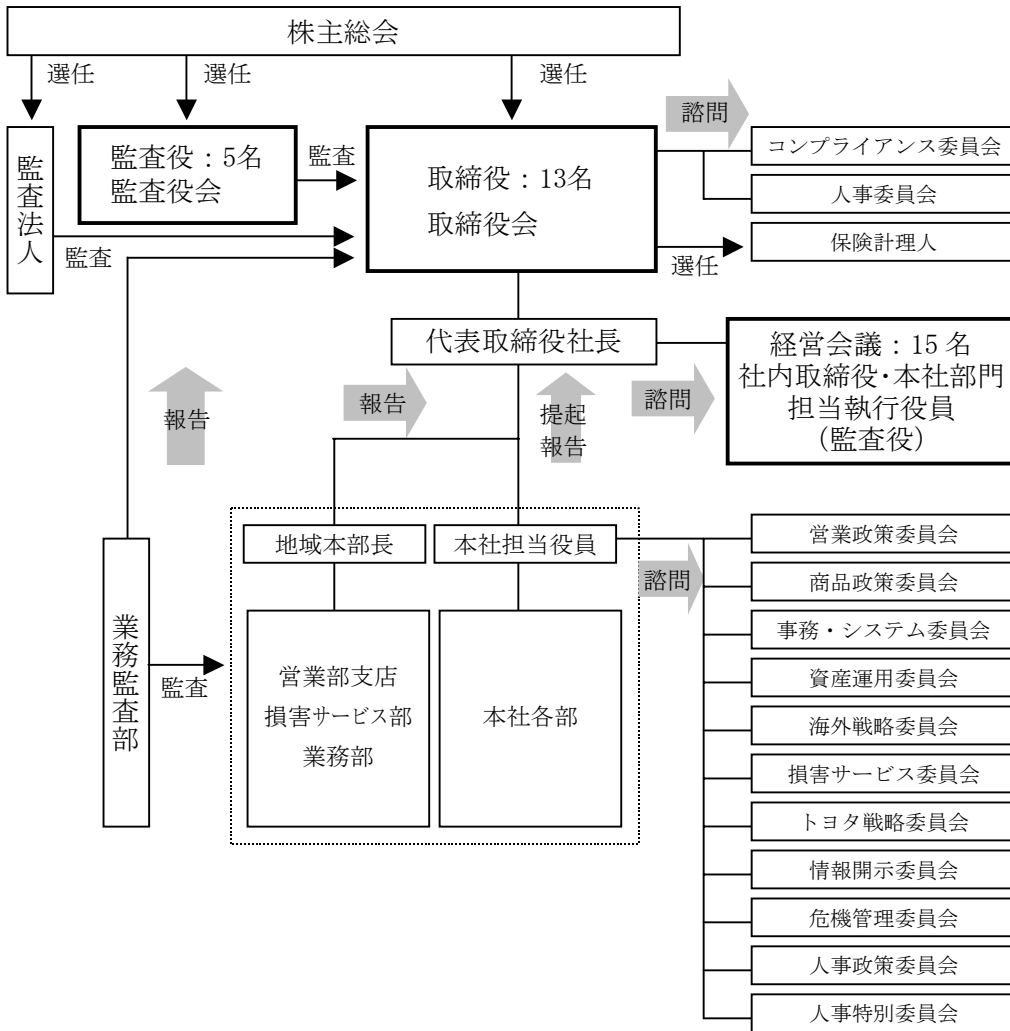 株主総会
選任
選任
選任
諮問
監査法人
監査役：5名
監査役会
監査
取締役：13名
取締役会
コンプライアンス委員会
人事委員会
保険計理人
監査
選任
代表取締役社長
経営会議：15 名
社内取締役・本社部門
担当執行役員
（監査役）
報告
報告
提起
報告
諮問
地域本部長
本社担当役員
諮問
業務監査部
監査
営業部支店
損害サービス部
業務部
本社各部
営業政策委員会
商品政策委員会
事務・システム委員会
資産運用委員会
海外戦略委員会
損害サービス委員会
トヨタ戦略委員会
情報開示委員会
危機管理委員会
人事政策委員会
人事特別委員会